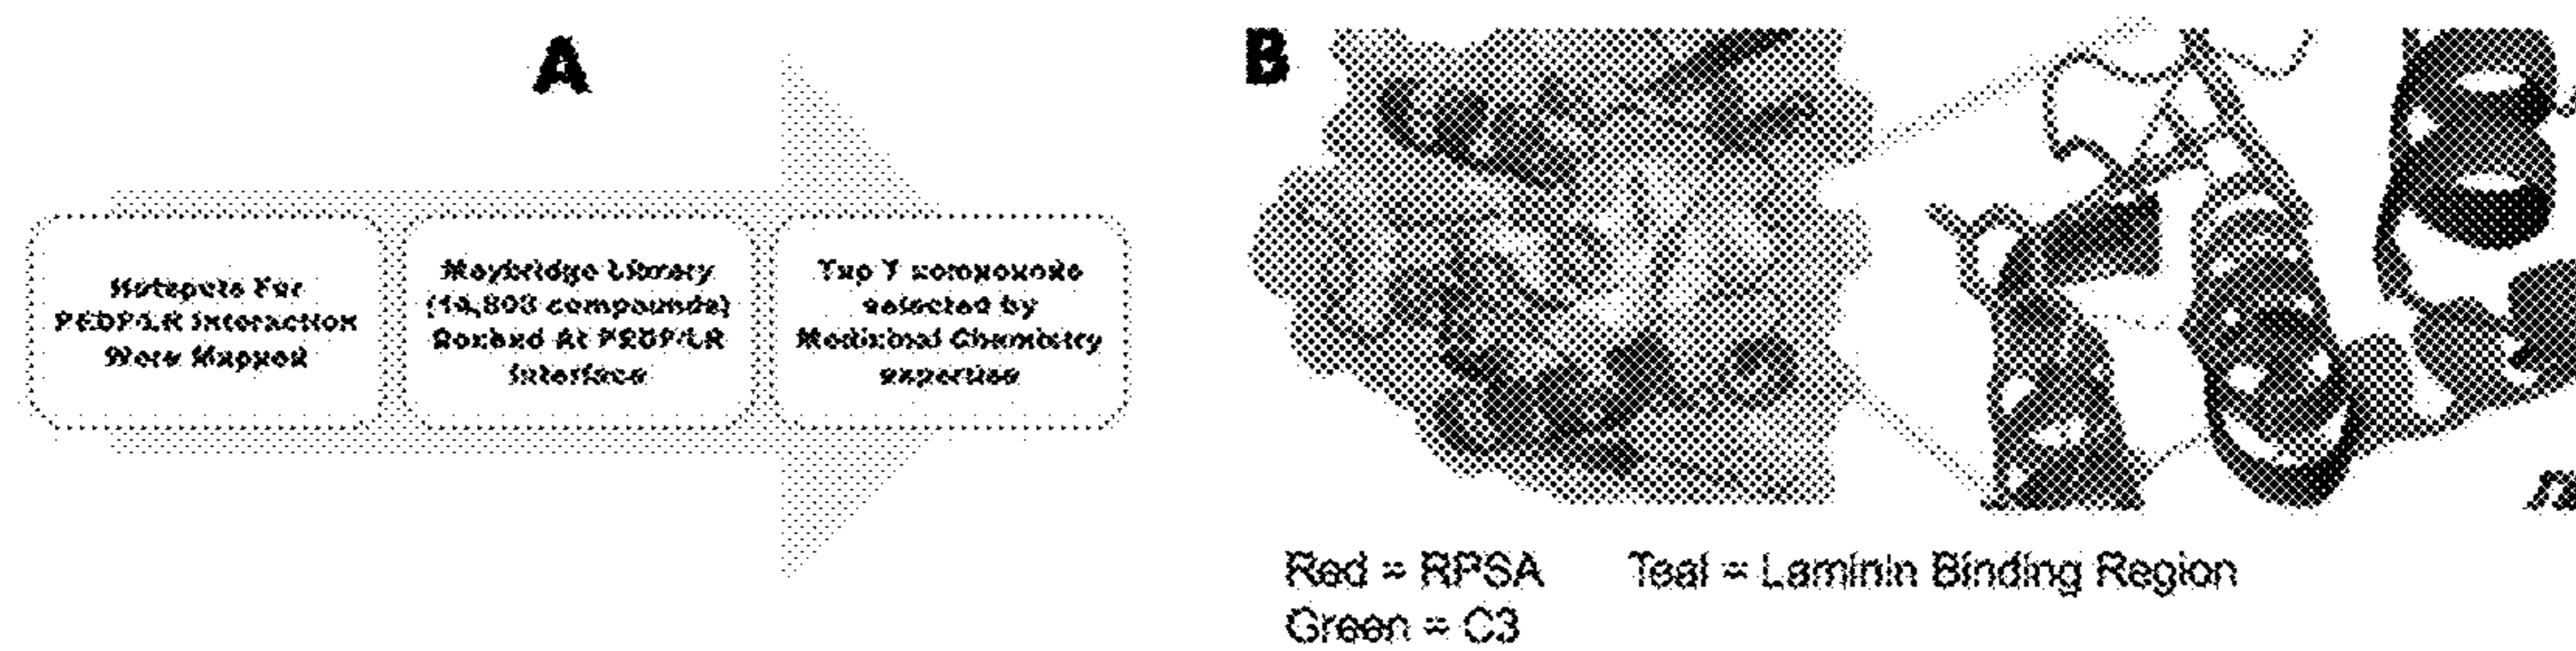 A
Hotspots For
PEDF/LR Interaction
Were Mapped
Maybridge Library
(14,803 compounds)
Docked At PEDF/LR
Interface
Top 7 compounds
selected by
Medicinal Chemistry
expertise
B
Red = RPSA
Teal = Laminin Binding Region
Green = C3